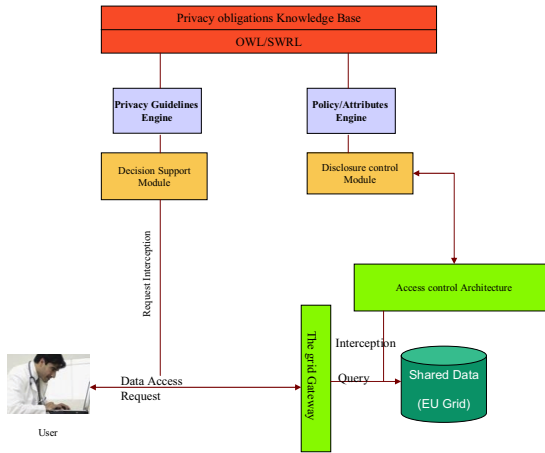 Privacy obligations Knowledge Base
OWL/SWRL
Privacy Guidelines
Engine
Policy/Attributes
Engine
Decision Support
Module
Disclosure control
Module
Request Interception
Access control Architecture
The grid Gateway
Interception
Data Access
Request
Query
Shared Data
(EU Grid)
User